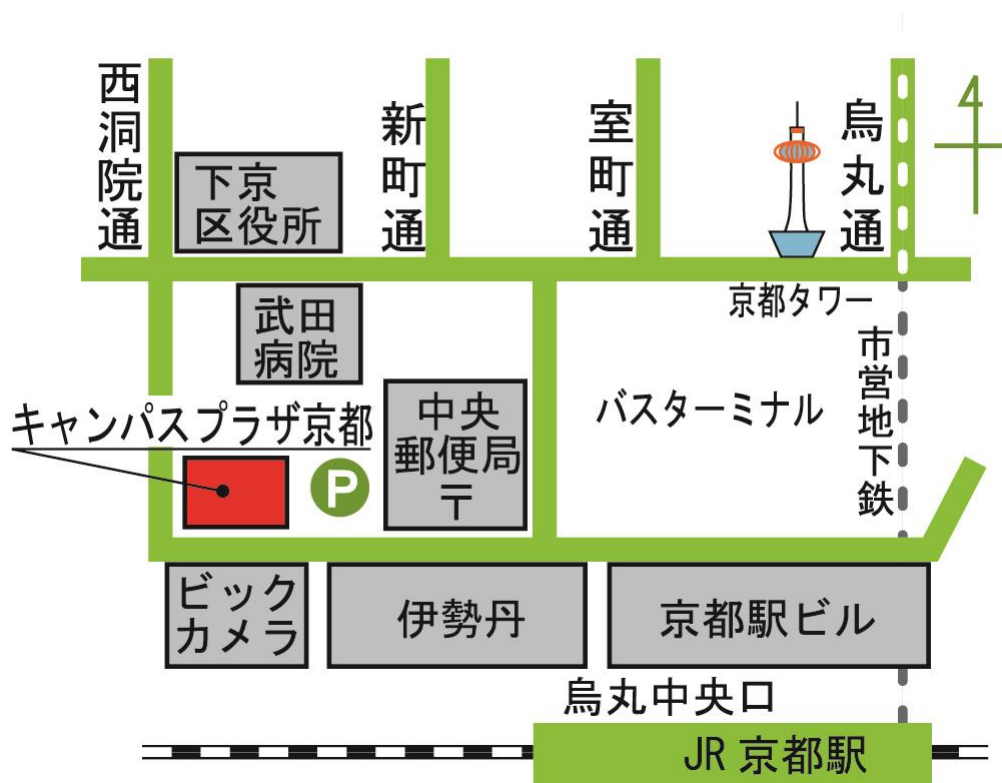 西洞院通
新町通
室町通
烏丸通
下京
区役所
京都タワー
武田
病院
市営地下鉄
キャンパスプラザ京都
中央
郵便局
〒
バスターミナル
P
ビック
カメラ
伊勢丹
京都駅ビル
烏丸中央口
JR 京都駅